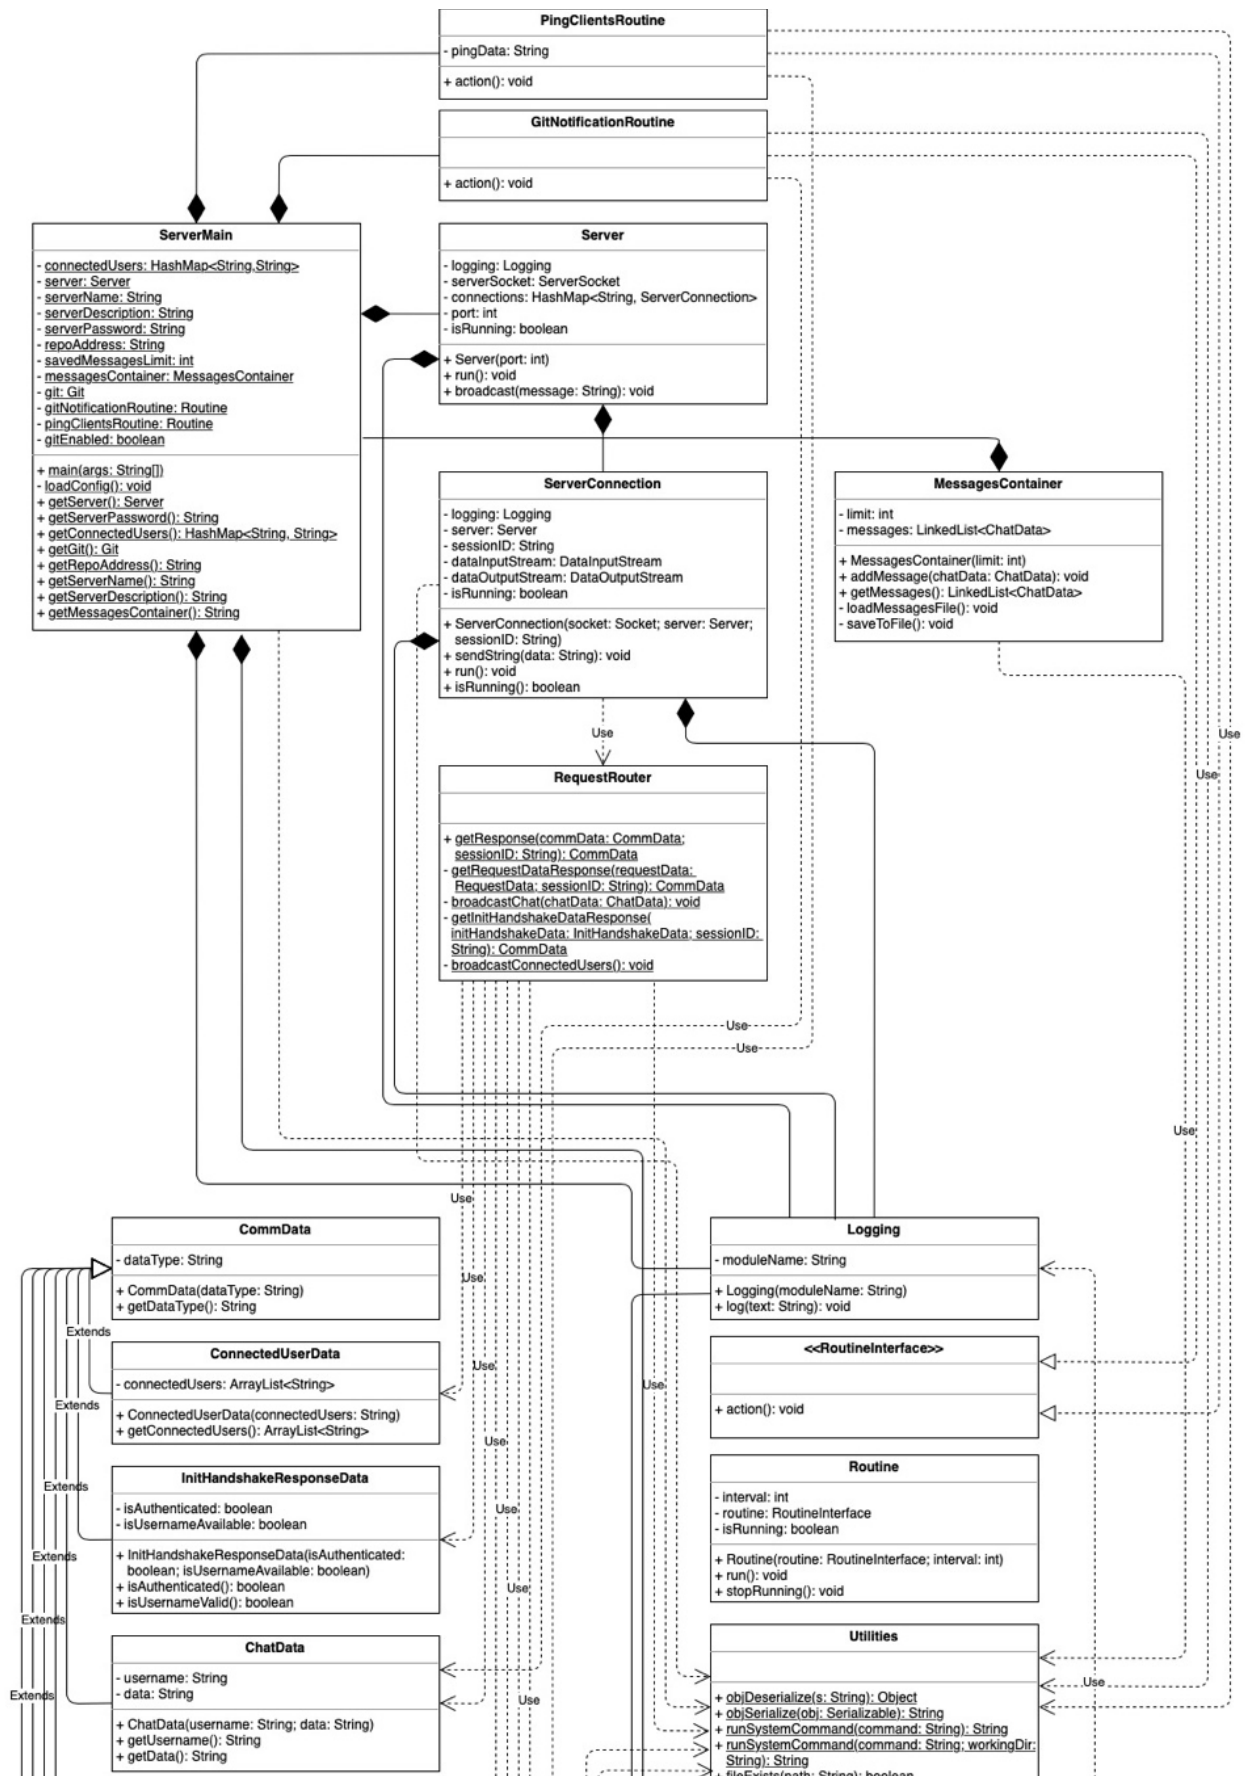 PingClientsRoutine
- pingData: String
+ action(): void
GitNotificationRoutine
+ action(): void
ServerMain
- connectedUsers: HashMap<String,String>
- server: Server
- serverName: String
- serverDescription: String
- serverPassword: String
- repoAddress: String
- savedMessagesLimit: int
- messagesContainer: MessagesContainer
- git: Git
- gitNotificationRoutine: Routine
- pingClientsRoutine: Routine
- gitEnabled: boolean
+ main(args: String[])
- loadConfig(): void
+ getServer(): Server
+ getServerPassword(): String
+ getConnectedUsers(): HashMap<String, String>
+ getGit(): Git
+ getRepoAddress(): String
+ getServerName(): String
+ getServerDescription(): String
+ getMessagesContainer(): String
Server
- logging: Logging
- serverSocket: ServerSocket
- connections: HashMap<String, ServerConnection>
- port: int
- isRunning: boolean
+ Server(port: int)
+ run(): void
+ broadcast(message: String): void
ServerConnection
- logging: Logging
- server: Server
- sessionID: String
- dataInputStream: DataInputStream
- dataOutputStream: DataOutputStream
- isRunning: boolean
+ ServerConnection(socket: Socket; server: Server;
sessionID: String)
+ sendString(data: String): void
+ run(): void
+ isRunning(): boolean
MessagesContainer
- limit: int
- messages: LinkedList<ChatData>
+ MessagesContainer(limit: int)
+ addMessage(chatData: ChatData): void
+ getMessages(): LinkedList<ChatData>
- loadMessagesFile(): void
- saveToFile(): void
Use
Use
Use
RequestRouter
+ getResponse(commData: CommData;
sessionID: String): CommData
- getRequestDataResponse(requestData:
RequestData; sessionID: String): CommData
- broadcastChat(chatData: ChatData): void
- getInitHandshakeDataResponse(
initHandshakeData: InitHandshakeData; sessionID:
String): CommData
- broadcastConnectedUsers(): void
Use
Use
Use
Use
CommData
- dataType: String
+ CommData(dataType: String)
+ getDataType(): String
Use
Extends
ConnectedUserData
- connectedUsers: ArrayList<String>
+ ConnectedUserData(connectedUsers: String)
+ getConnectedUsers(): ArrayList<String>
Use
Extends
Use
InitHandshakeResponseData
- isAuthenticated: boolean
- isUsernameAvailable: boolean
+ InitHandshakeResponseData(isAuthenticated:
boolean; isUsernameAvailable: boolean)
+ isAuthenticated(): boolean
+ isUsernameValid(): boolean
Extends
Use
Extends
Use
Extends
ChatData
- username: String
- data: String
+ ChatData(username: String; data: String)
+ getUsername(): String
+ getData(): String
Extends
Use
Logging
- moduleName: String
+ Logging(moduleName: String)
+ log(text: String): void
<<RoutineInterface>>
+ action(): void
Use
Routine
- interval: int
- routine: RoutineInterface
- isRunning: boolean
+ Routine(routine: RoutineInterface; interval: int)
+ run(): void
+ stopRunning(): void
Utilities
+ objDeserialize(s: String): Object
+ objSerialize(obj: Serializable): String
+ runSystemCommand(command: String): String
+ runSystemCommand(command: String; workingDir:
String): String
+ fileExists(path: String): boolean
Use